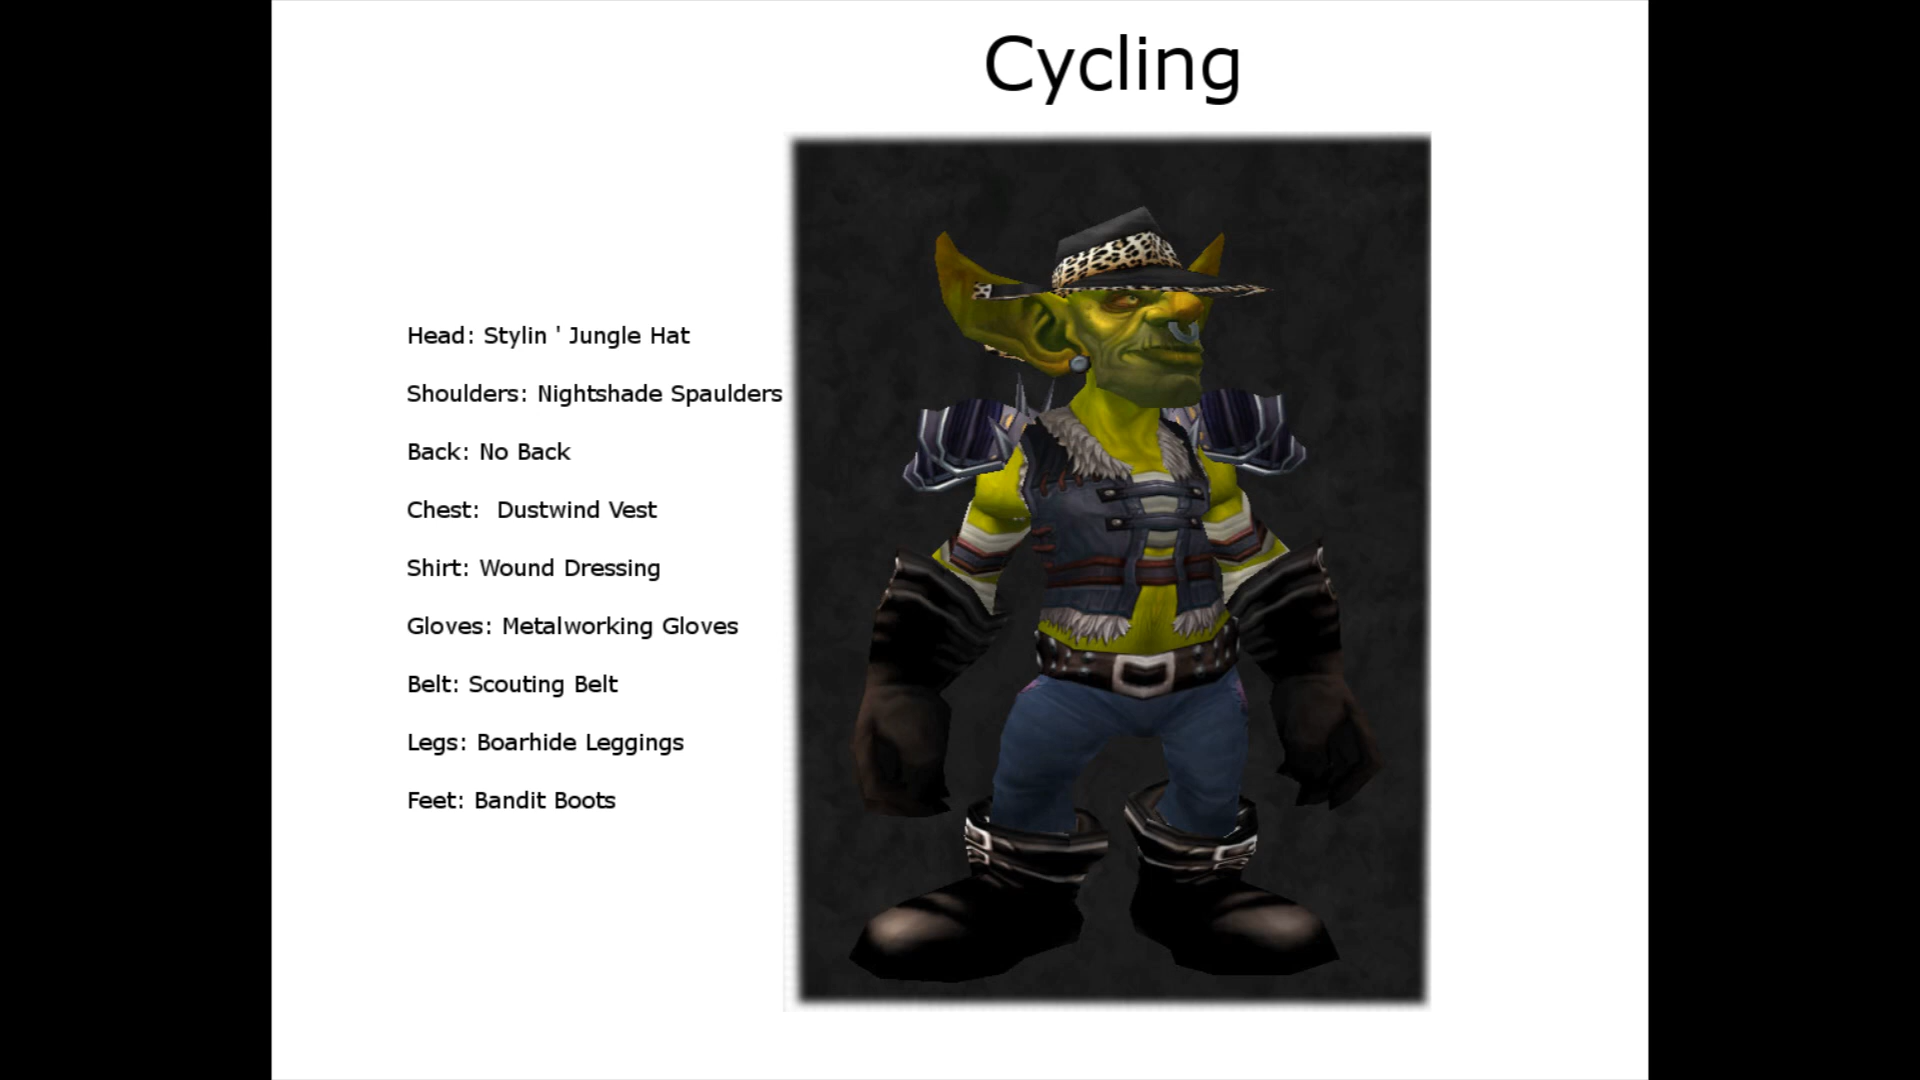 Cycling
Head: Stylin ' Jungle Hat
Shoulders: Nightshade Spaulders
Back: No Back
Chest:  Dustwind Vest
Shirt: Wound Dressing
Gloves: Metalworking Gloves
Belt: Scouting Belt
Legs: Boarhide Leggings
Feet: Bandit Boots